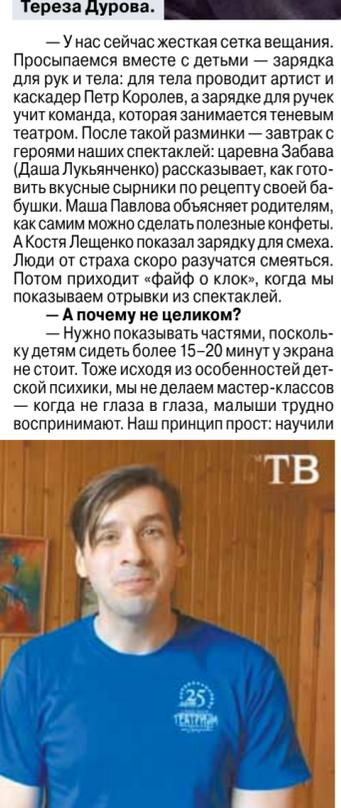 Тереза Дурова.
— У нас сейчас жесткая сетка вещания.
Просыпаемся вместе с детьми — зарядка
для рук и тела: для тела проводит артист и
каскадер Петр Королев, а зарядке для ручек
учит команда, которая занимается теневым
театром. После такой разминки — завтрак с
героями наших спектаклей: царевна Забава
(Даша Лукьянченко) рассказывает, как гото-
вить вкусные сырники по рецепту своей ба-
бушки. Маша Павлова объясняет родителям,
как самим можно сделать полезные конфеты.
А Костя Лещенко показал зарядку для смеха.
Люди от страха скоро разучатся смеяться.
Потом приходит «файф о клок», когда мы
показываем отрывки из спектаклей.
— А почему не целиком?
— Нужно показывать частями, посколь-
ку детям сидеть более 15–20 минут у экрана
не стоит. Тоже исходя из особенностей дет-
ской психики, мы не делаем мастер-классов
— когда не глаза в глаза, малыши трудно
воспринимают. Наш принцип прост: научили
ТВ
25
ТЕАТРИУМ